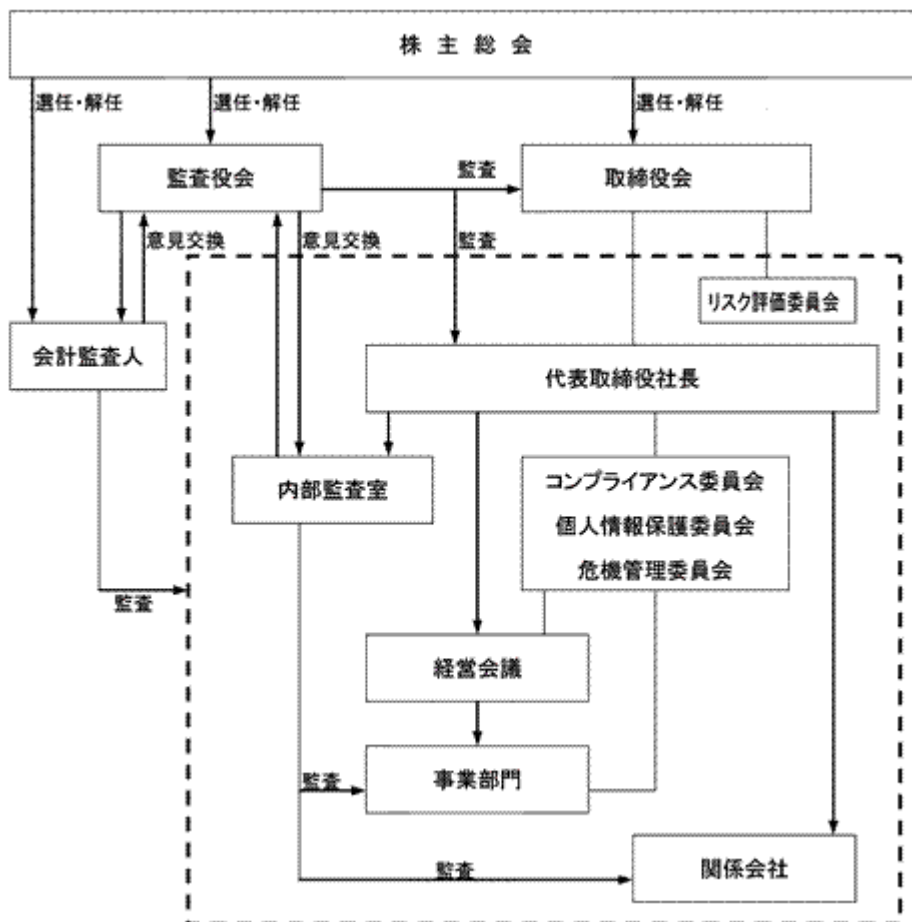 株主総会
選任・解任
選任・解任
選任・解任
監査役会
監査
取締役会
意見交換
意見交換
監査
リスク評価委員会
会計監査人
代表取締役社長
内部監査室
コンプライアンス委員会
個人情報保護委員会
危機管理委員会
監査
経営会議
監査
事業部門
監査
関係会社